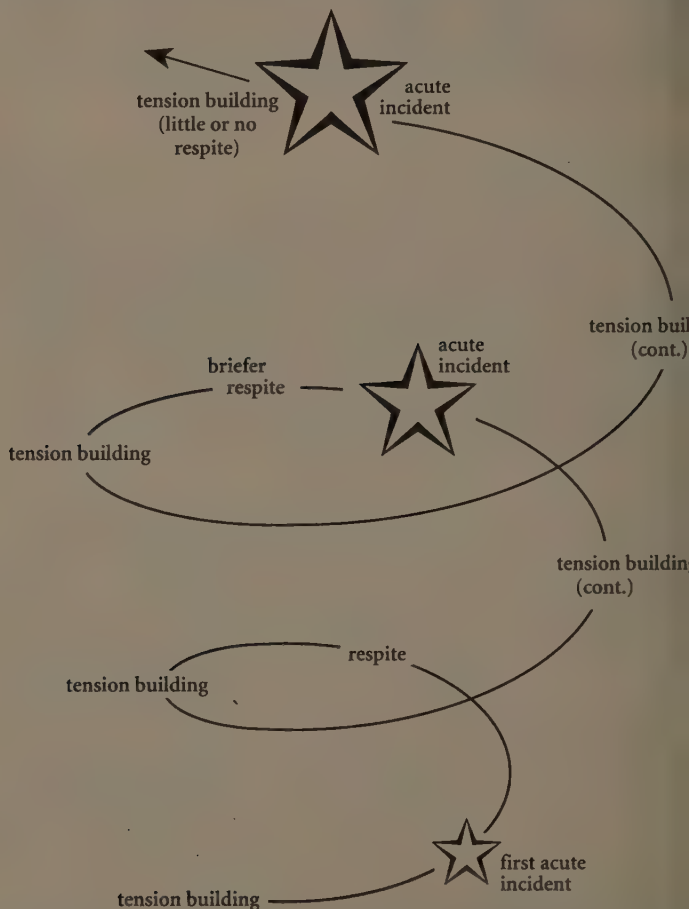 tension building
(little or no
respite)
acute
incident
tension buil
(cont.)
briefer
respite
acute
incident
tension building
tension buildin
(cont.)
respite
tension building
first acute
incident
tension building